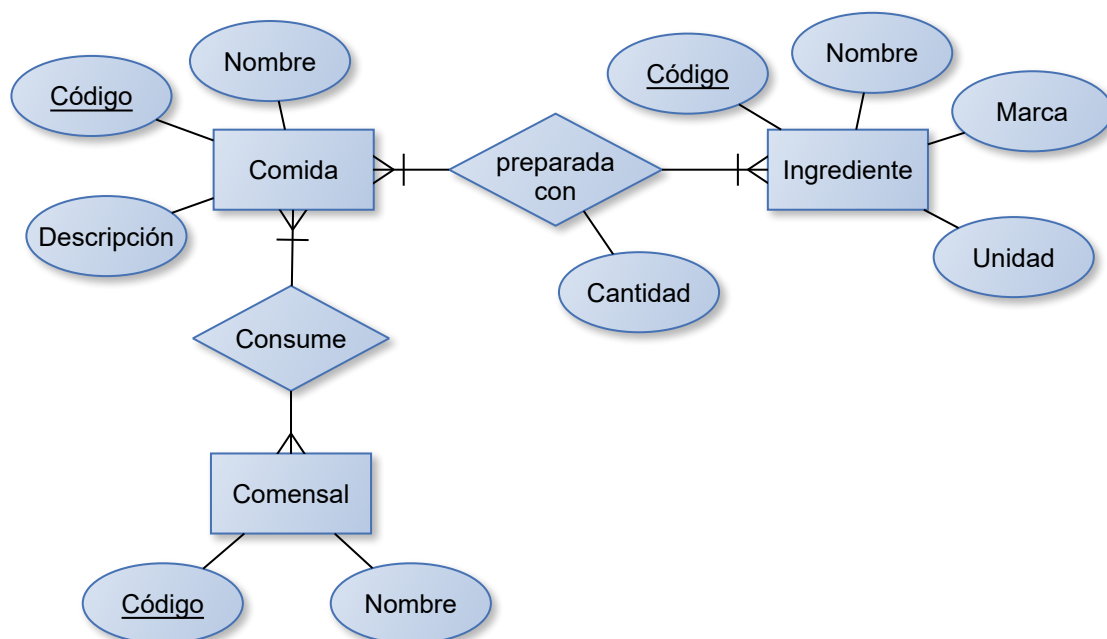 Nombre
Código
Comida
Descripción
preparada
con
Cantidad
Código
Nombre
Marca
Ingrediente
Unidad
Consume
Comensal
Código
Nombre